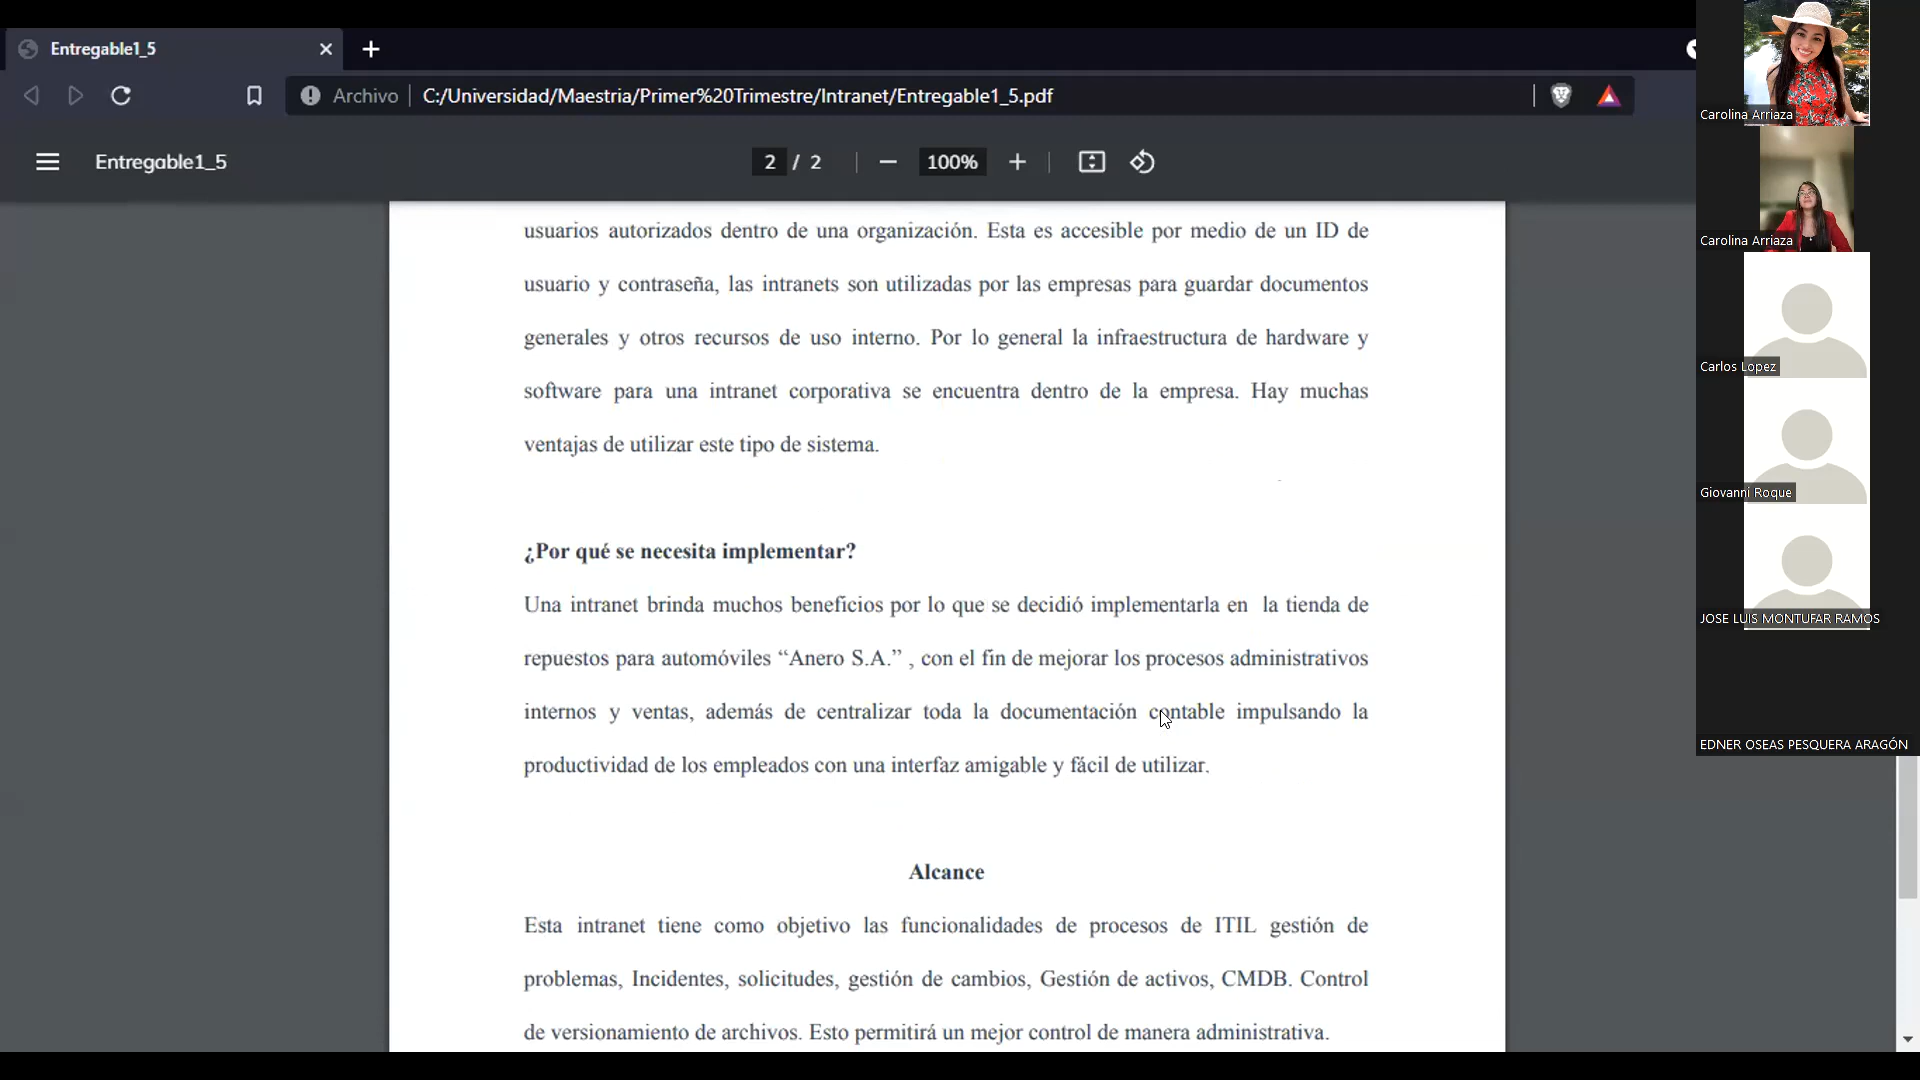 Entregable1_5
Archivo
C:/Universidad/Maestria/Primer%20Trimestre/Intranet/Entregable1_5.pdf
Entregable1_5
2 / 2
100%
usuarios autorizados dentro de una organización. Esta es accesible por medio de un ID de
usuario y contraseña, las intranets son utilizadas por las empresas para guardar documentos
generales y otros recursos de uso interno. Por lo general la infraestructura de hardware y
software para una intranet corporativa se encuentra dentro de la empresa. Hay muchas
ventajas de utilizar este tipo de sistema.
¿Por qué se necesita implementar?
Una intranet brinda muchos beneficios por lo que se decidió implementarla en la tienda de
repuestos para automóviles “Anero S.A.” , con el fin de mejorar los procesos administrativos
internos y ventas, además de centralizar toda la documentación contable impulsando la
productividad de los empleados con una interfaz amigable y fácil de utilizar.
Alcance
Esta intranet tiene como objetivo las funcionalidades de procesos de ITIL gestión de
problemas, Incidentes, solicitudes, gestión de cambios, Gestión de activos, CMDB. Control
de versionamiento de archivos. Esto permitirá un mejor control de manera administrativa.
Carolina Arriaza
Carolina Arriaza
Carlos Lopez
Giovanni Roque
JOSE LUIS MONTUFAR RAMOS
EDNER OSEAS PESQUERA ARAGÓN